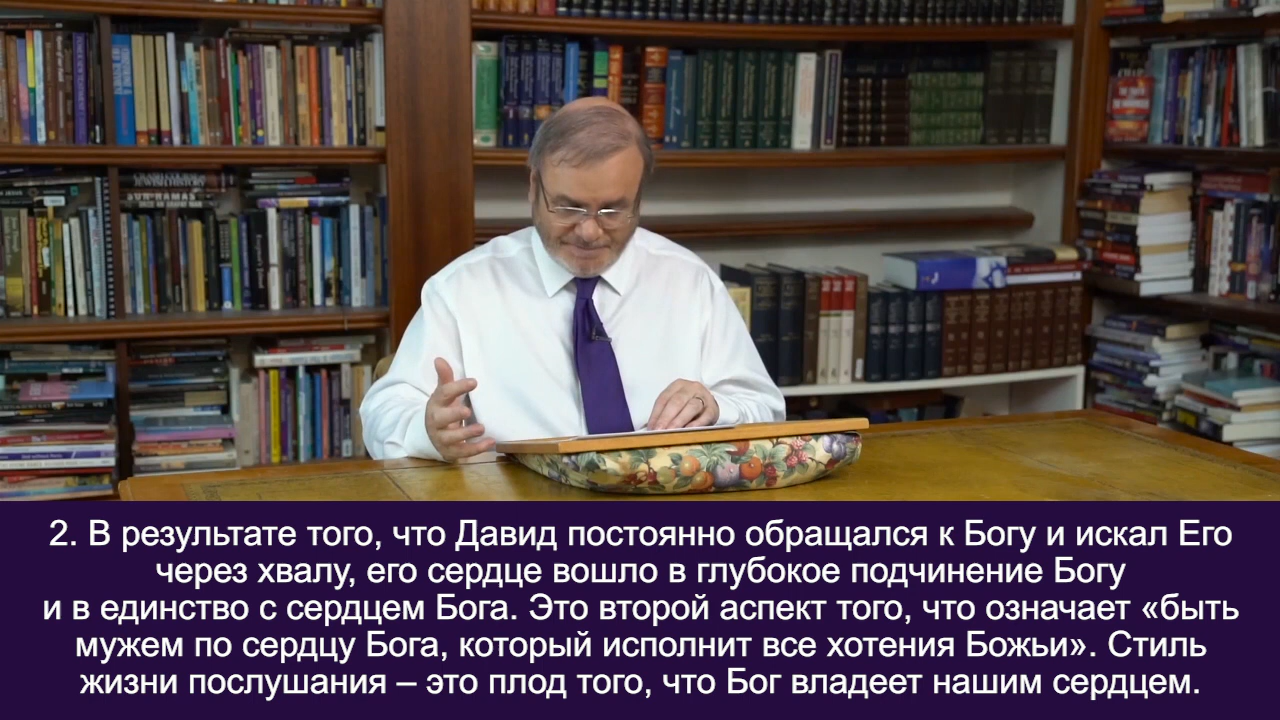 JEWISH HISTORY
2. В результате того, что Давид постоянно обращался к Богу и искал Его
через хвалу, его сердце вошло в глубокое подчинение Богу
и в единство с сердцем Бога. Это второй аспект того, что означает «быть
мужем по сердцу Бога, который исполнит все хотения Божьи». Стиль
жизни послушания – это плод того, что Бог владеет нашим сердцем.